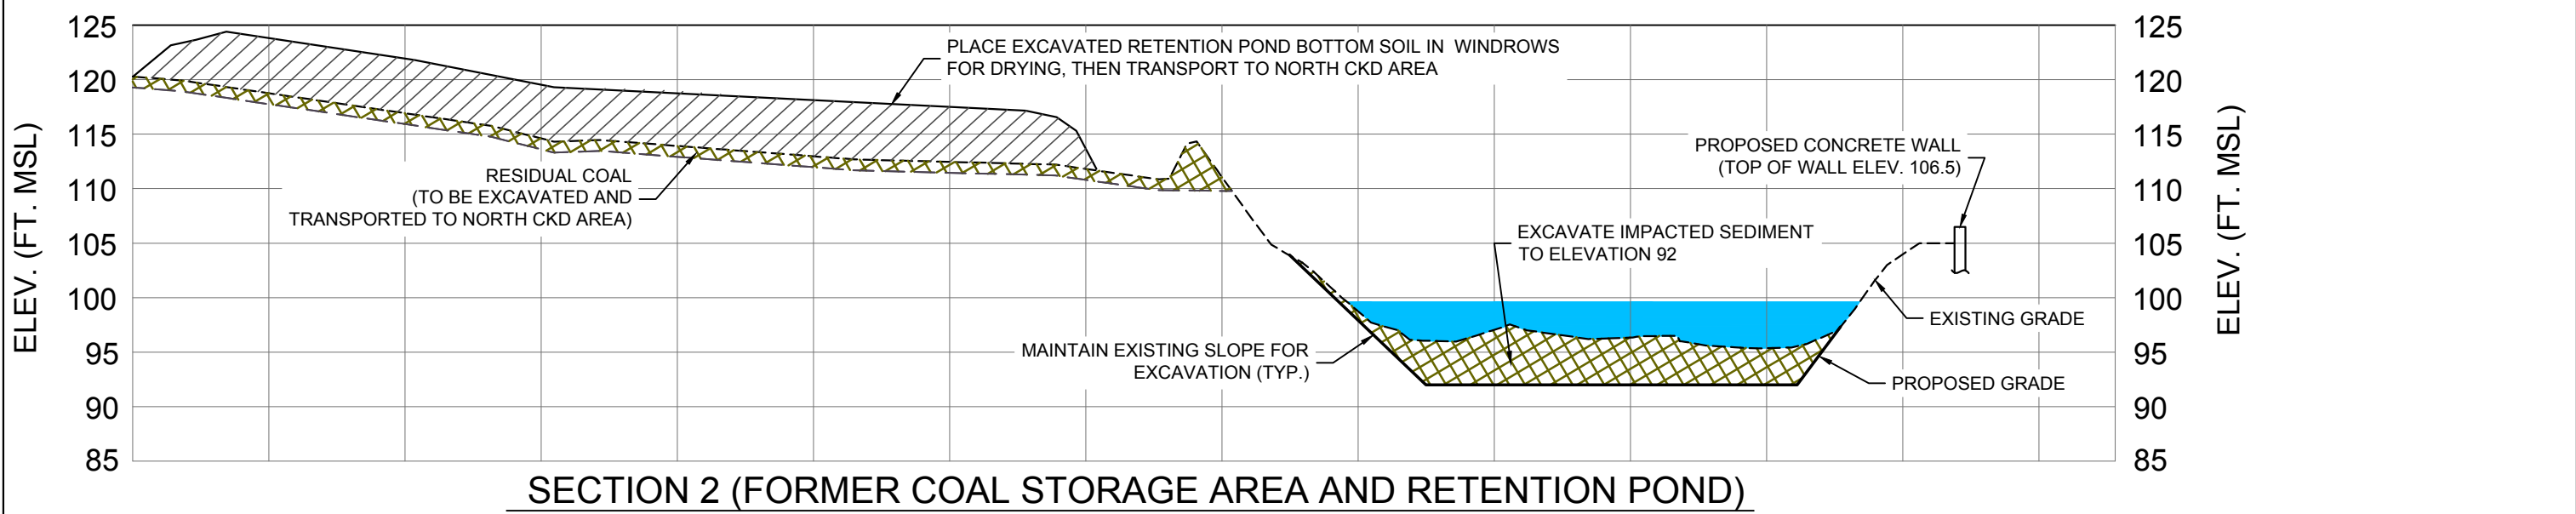 125
120
115
110
105
100
95
90
85
ELEV. (FT. MSL)
PLACE EXCAVATED RETENTION POND BOTTOM SOIL IN WINDROWS
FOR DRYING, THEN TRANSPORT TO NORTH CKD AREA
RESIDUAL COAL
(TO BE EXCAVATED AND
TRANSPORTED TO NORTH CKD AREA)
PROPOSED CONCRETE WALL
(TOP OF WALL ELEV. 106.5)
EXCAVATE IMPACTED SEDIMENT
TO ELEVATION 92
MAINTAIN EXISTING SLOPE FOR
EXCAVATION (TYP.)
EXISTING GRADE
PROPOSED GRADE
125
120
115
110
105
100
95
90
85
ELEV. (FT. MSL)
SECTION 2 (FORMER COAL STORAGE AREA AND RETENTION POND)